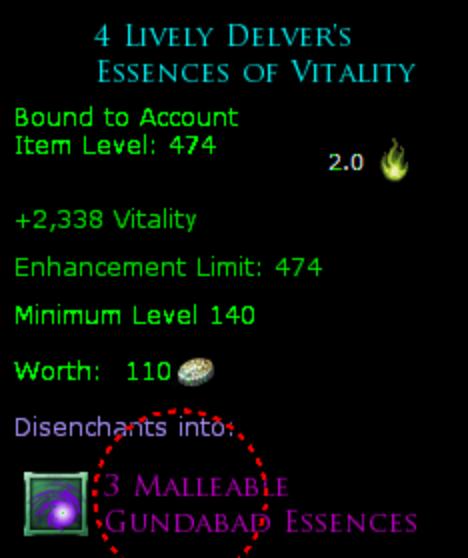 4 Lively Delver's
Essences of Vitality
Bound to Account
Item Level: 474
2.0
+2,338 Vitality
Enhancement Limit: 474
Minimum Level 140
Worth: 110
Disenchants into:
3 Malleable
Gundabad Essences